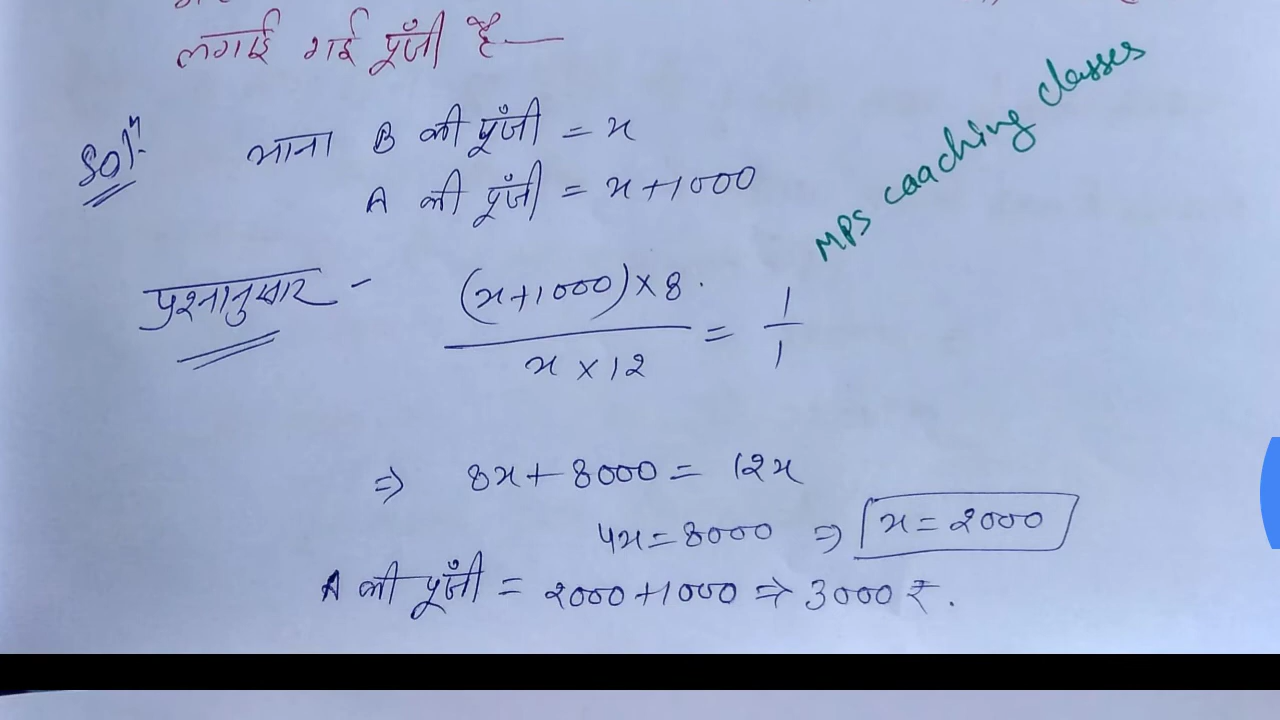 लगाई गई पूँजी है—
Solⁿ:- माना B की पूँजी = x
A की पूँजी = x+1000
MPS coaching classes
प्रश्नानुसार -
(x+1000)×8
/ x × 12 = 1/1
⇒ 8x+8000 = 12x
4x=8000 ⇒ x=2000
A की पूँजी = 2000+1000 ⇒ 3000 ₹.